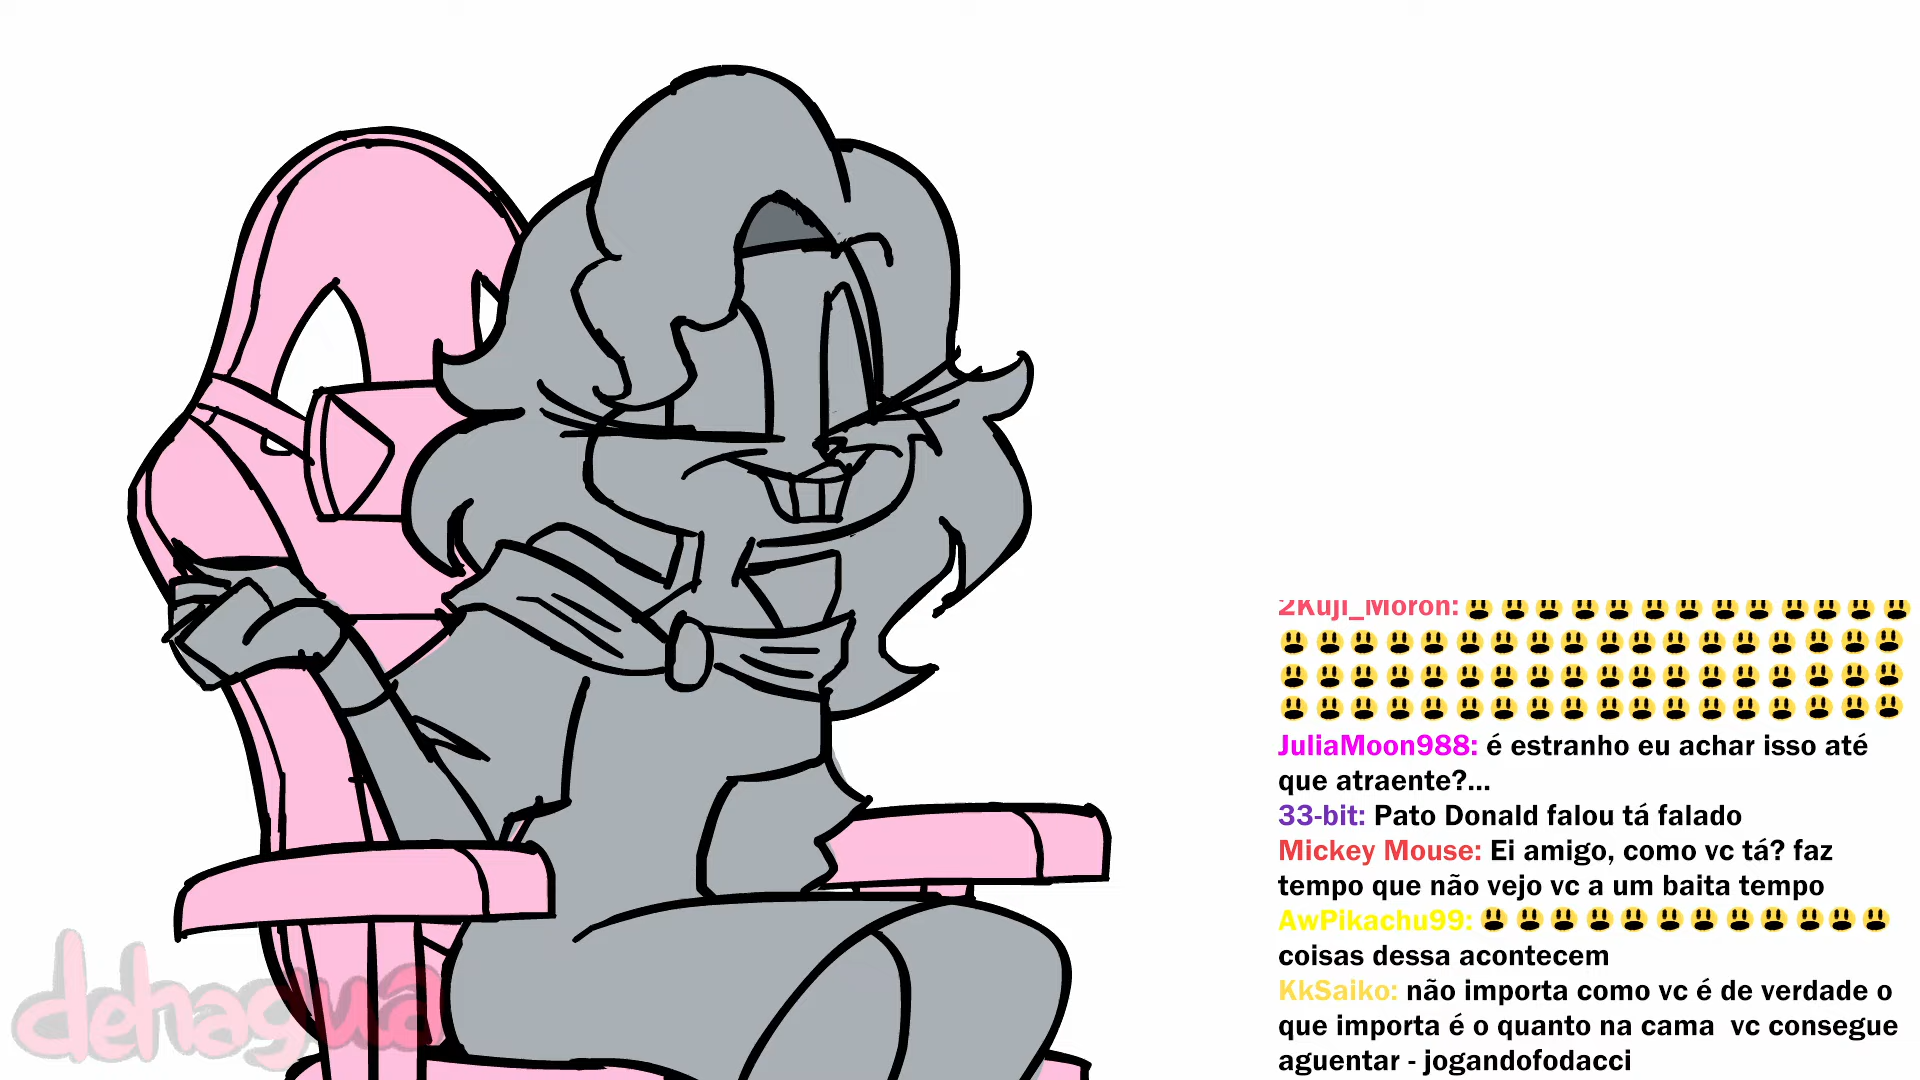 2Kuji_Moron:
JuliaMoon988: é estranho eu achar isso até
que atraente?...
33-bit: Pato Donald falou tá falado
Mickey Mouse: Ei amigo, como vc tá? faz
tempo que não vejo vc a um baita tempo
AwPikachu99:
coisas dessa acontecem
KkSaiko: não importa como vc é de verdade o
que importa é o quanto na cama  vc consegue
aguentar - jogandofodacci
dehagua